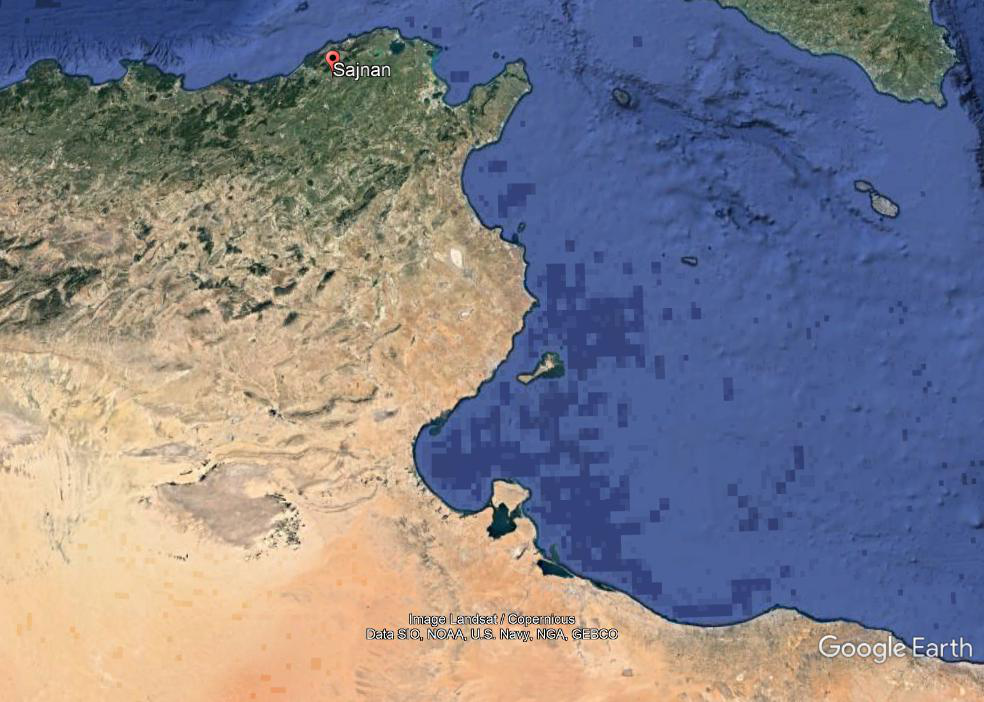 Sajnan
Image Landsat / Copernicus
Data SIO, NOAA, U.S. Navy, NGA, GEBCO
Google Earth